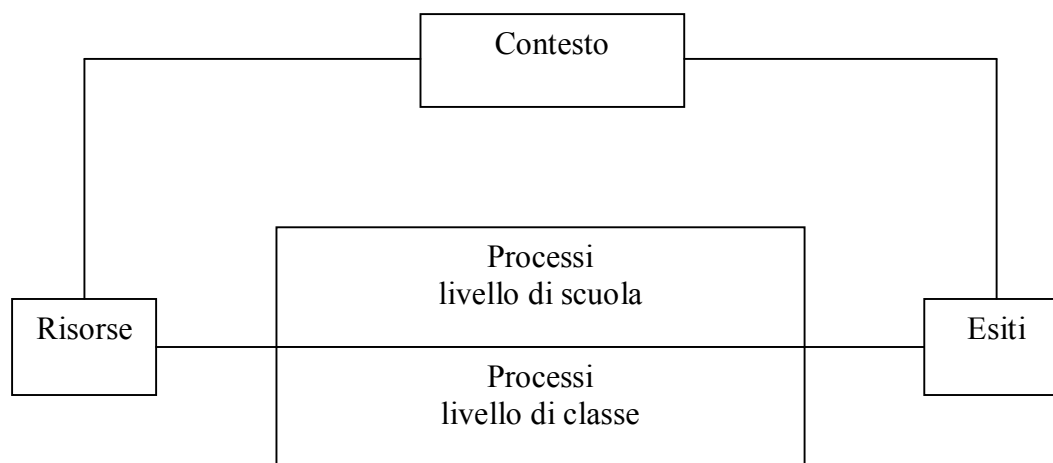 Contesto
Processi
livello di scuola
Risorse
Esiti
Processi
livello di classe